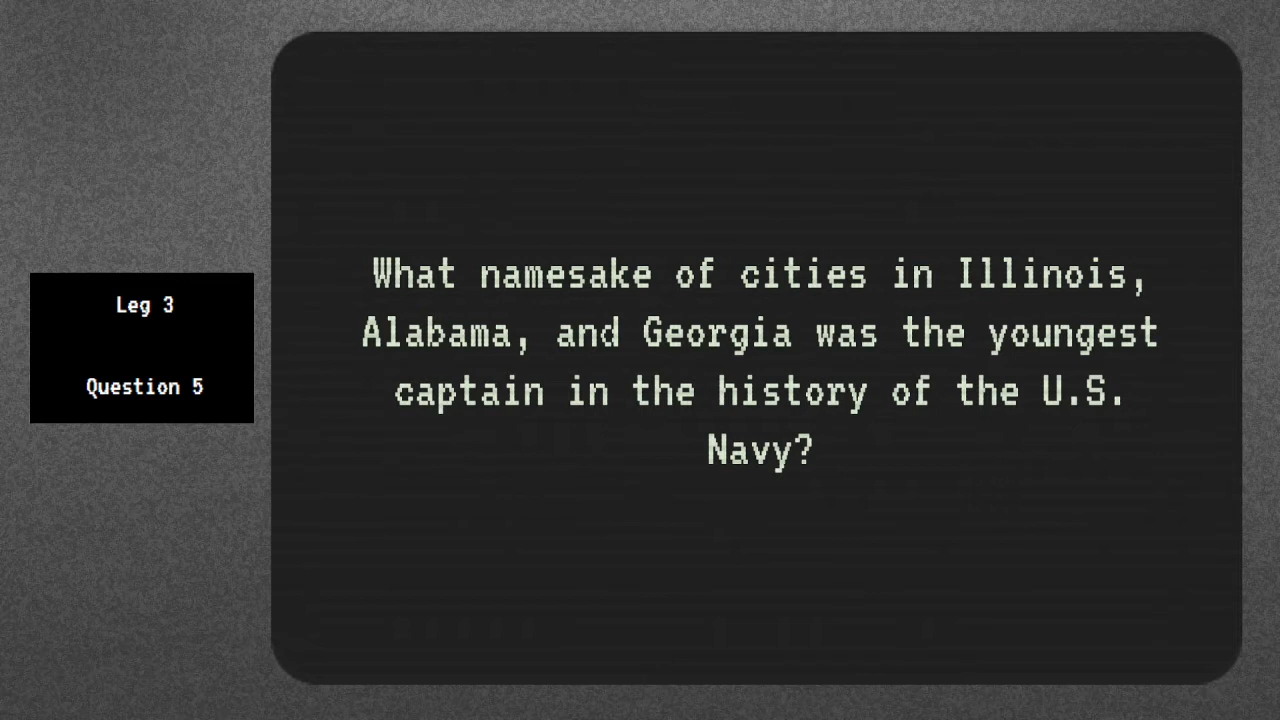 Leg 3
Question 5
What namesake of cities in Illinois,
Alabama, and Georgia was the youngest
captain in the history of the U.S.
Navy?